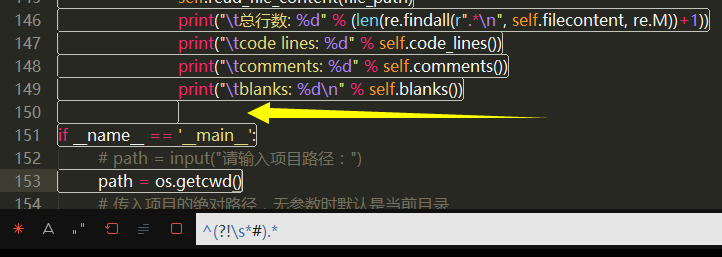 self.read_file_content(file_path)
146 print("\t总行数: %d" % (len(re.findall(r".*\n", self.filecontent, re.M))+1))
147 print("\tcode lines: %d" % self.code_lines())
148 print("\tcomments: %d" % self.comments())
149 print("\tblanks: %d\n" % self.blanks())
150
151 if __name__ == '__main__':
152 # path = input("请输入项目路径：")
153 path = os.getcwd()
154 # 传入项目的绝对路径，无参数时默认是当前目录
^(?!\s*#).*